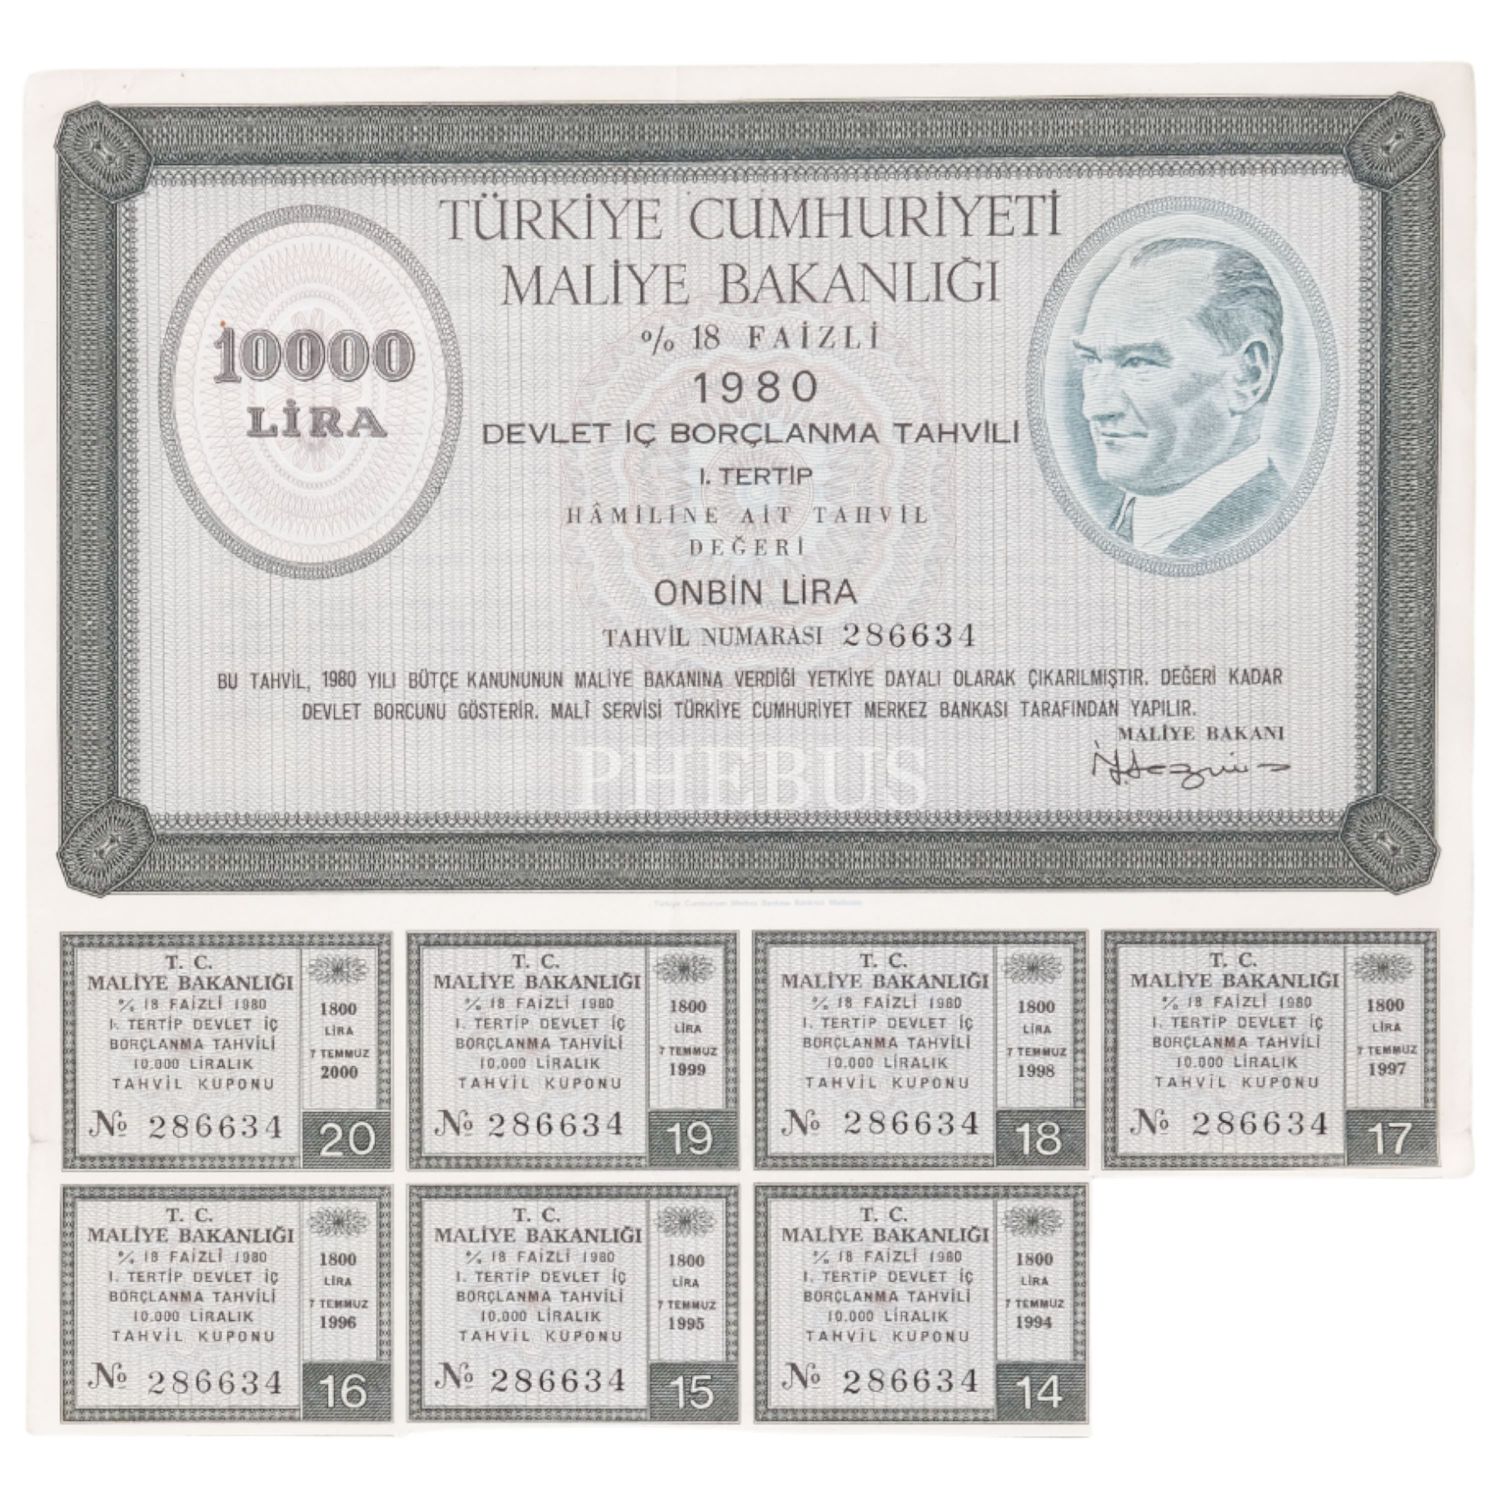 TÜRKİYE CUMHURİYETİ
MALİYE BAKANLIĞI
% 18 FAİZLİ
1980
DEVLET İÇ BORÇLANMA TAHVİLİ
I. TERTİP
HÂMİLİNE AİT TAHVİL
DEĞERİ
ONBİN LİRA
TAHVİL NUMARASI 286634
10000
LİRA
BU TAHVİL, 1980 YILI BÜTÇE KANUNUNUN MALİYE BAKANINA VERDİĞİ YETKİYE DAYALI OLARAK ÇIKARILMIŞTIR. DEĞERİ KADAR
DEVLET BORCUNU GÖSTERİR. MALÎ SERVİSİ TÜRKİYE CUMHURİYET MERKEZ BANKASI TARAFINDAN YAPILIR.
MALİYE BAKANI
PHEBUS
Türkiye Cumhuriyet Merkez Bankası Banknot Matbaası
T. C.
MALİYE BAKANLIĞI
% 18 FAİZLİ 1980
I. TERTİP DEVLET İÇ
BORÇLANMA TAHVİLİ
10.000 LİRALIK
TAHVİL KUPONU
№ 286634
1800
LİRA
7 TEMMUZ
2000
20
T. C.
MALİYE BAKANLIĞI
% 18 FAİZLİ 1980
I. TERTİP DEVLET İÇ
BORÇLANMA TAHVİLİ
10.000 LİRALIK
TAHVİL KUPONU
№ 286634
1800
LİRA
7 TEMMUZ
1999
19
T. C.
MALİYE BAKANLIĞI
% 18 FAİZLİ 1980
I. TERTİP DEVLET İÇ
BORÇLANMA TAHVİLİ
10.000 LİRALIK
TAHVİL KUPONU
№ 286634
1800
LİRA
7 TEMMUZ
1998
18
T. C.
MALİYE BAKANLIĞI
% 18 FAİZLİ 1980
I. TERTİP DEVLET İÇ
BORÇLANMA TAHVİLİ
10.000 LİRALIK
TAHVİL KUPONU
№ 286634
1800
LİRA
7 TEMMUZ
1997
17
T. C.
MALİYE BAKANLIĞI
% 18 FAİZLİ 1980
I. TERTİP DEVLET İÇ
BORÇLANMA TAHVİLİ
10.000 LİRALIK
TAHVİL KUPONU
№ 286634
1800
LİRA
7 TEMMUZ
1996
16
T. C.
MALİYE BAKANLIĞI
% 18 FAİZLİ 1980
I. TERTİP DEVLET İÇ
BORÇLANMA TAHVİLİ
10.000 LİRALIK
TAHVİL KUPONU
№ 286634
1800
LİRA
7 TEMMUZ
1995
15
T. C.
MALİYE BAKANLIĞI
% 18 FAİZLİ 1980
I. TERTİP DEVLET İÇ
BORÇLANMA TAHVİLİ
10.000 LİRALIK
TAHVİL KUPONU
№ 286634
1800
LİRA
7 TEMMUZ
1994
14